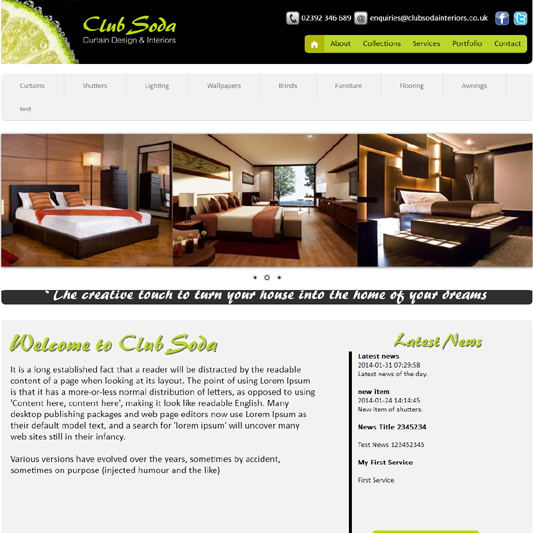 Club Soda
Curtain Design & Interiors
02392 346 689
enquiries@clubsodainteriors.co.uk
About Collections Services Portfolio Contact
Curtains Shutters Lighting Wallpapers Blinds Furniture Flooring Awnings
test
"The creative touch to turn your house into the home of your dreams
Welcome to Club Soda
It is a long established fact that a reader will be distracted by the readable
content of a page when looking at its layout. The point of using Lorem Ipsum
is that it has a more-or-less normal distribution of letters, as opposed to using
'Content here, content here', making it look like readable English. Many
desktop publishing packages and web page editors now use Lorem Ipsum as
their default model text, and a search for 'lorem ipsum' will uncover many
web sites still in their infancy.
Various versions have evolved over the years, sometimes by accident,
sometimes on purpose (injected humour and the like)
Latest News
Latest news
2014-01-31 07:29:58
Latest news of the day.
new item
2014-01-24 14:14:45
New item of shutters.
News Title 2345234
Test News 123452345
My First Service
First Service